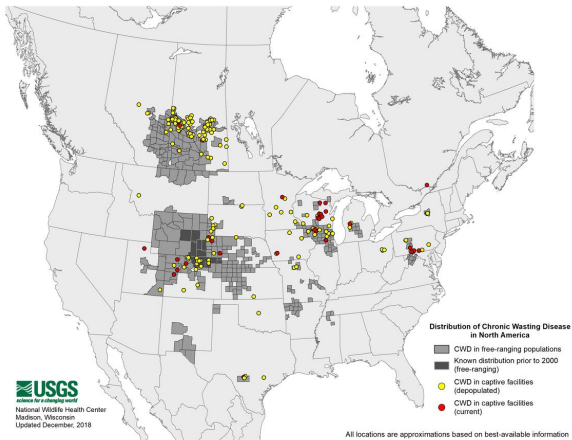 Distribution of Chronic Wasting Disease
in North America
CWD in free-ranging populations
Known distribution prior to 2000
(free-ranging)
CWD in captive facilities
(depopulated)
CWD in captive facilities
(current)
USGS
science for a changing world
National Wildlife Health Center
Madison, Wisconsin
Updated December, 2018
All locations are approximations based on best-available information